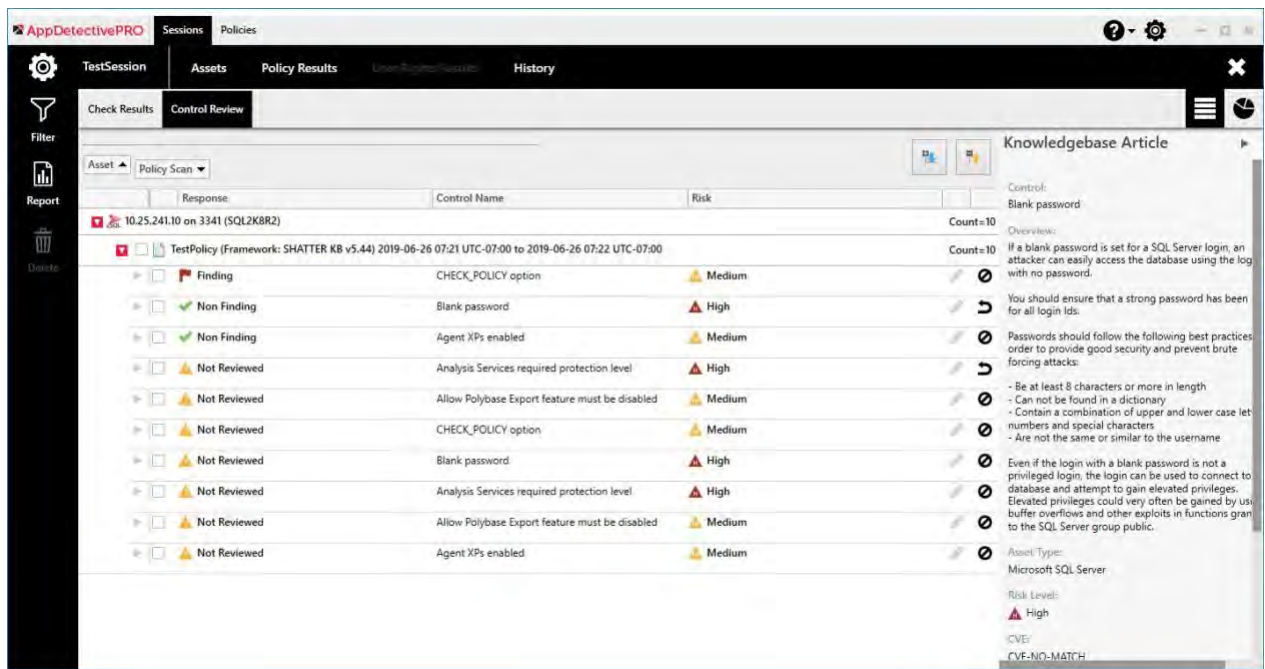 AppDetectivePRO Sessions Policies
TestSession Assets Policy Results History
Check Results Control Review
Filter
Report
Delete
Asset Policy Scan
Response Control Name Risk
10.25.241.10 on 3341 (SQL2K8R2) Count=10
TestPolicy (Framework: SHATTER KB v5.44) 2019-06-26 07:21 UTC-07:00 to 2019-06-26 07:22 UTC-07:00 Count=10
Finding CHECK_POLICY option Medium
Non Finding Blank password High
Non Finding Agent XPs enabled Medium
Not Reviewed Analysis Services required protection level High
Not Reviewed Allow Polybase Export feature must be disabled Medium
Not Reviewed CHECK_POLICY option Medium
Not Reviewed Blank password High
Not Reviewed Analysis Services required protection level High
Not Reviewed Allow Polybase Export feature must be disabled Medium
Not Reviewed Agent XPs enabled Medium
Knowledgebase Article
Control:
Blank password
Overview:
If a blank password is set for a SQL Server login, an
attacker can easily access the database using the log
with no password.
You should ensure that a strong password has been
for all login Ids.
Passwords should follow the following best practices
order to provide good security and prevent brute
forcing attacks:
- Be at least 8 characters or more in length
- Can not be found in a dictionary
- Contain a combination of upper and lower case let
numbers and special characters
- Are not the same or similar to the username
Even if the login with a blank password is not a
privileged login, the login can be used to connect to
database and attempt to gain elevated privileges.
Elevated privileges could very often be gained by usi
buffer overflows and other exploits in functions gran
to the SQL Server group public.
Asset Type:
Microsoft SQL Server
Risk Level:
High
CVE:
CVE-NO-MATCH